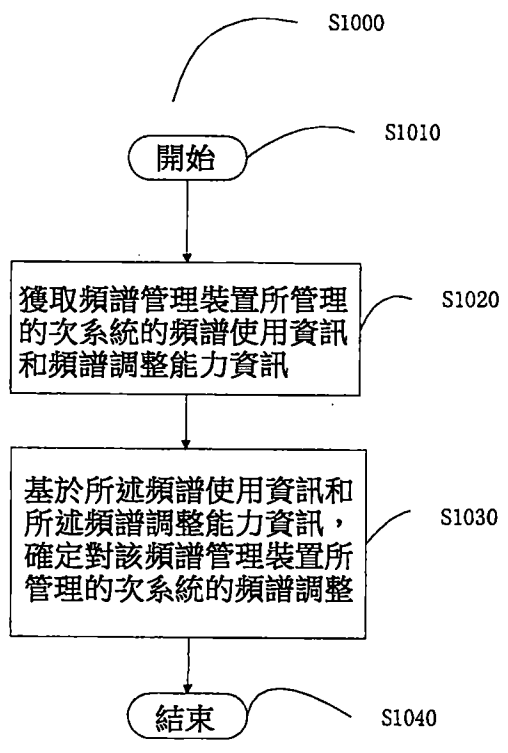 S1000
開始
S1010
獲取頻譜管理裝置所管理
的次系統的頻譜使用資訊
和頻譜調整能力資訊
S1020
基於所述頻譜使用資訊和
所述頻譜調整能力資訊，
確定對該頻譜管理裝置所
管理的次系統的頻譜調整
S1030
結束
S1040